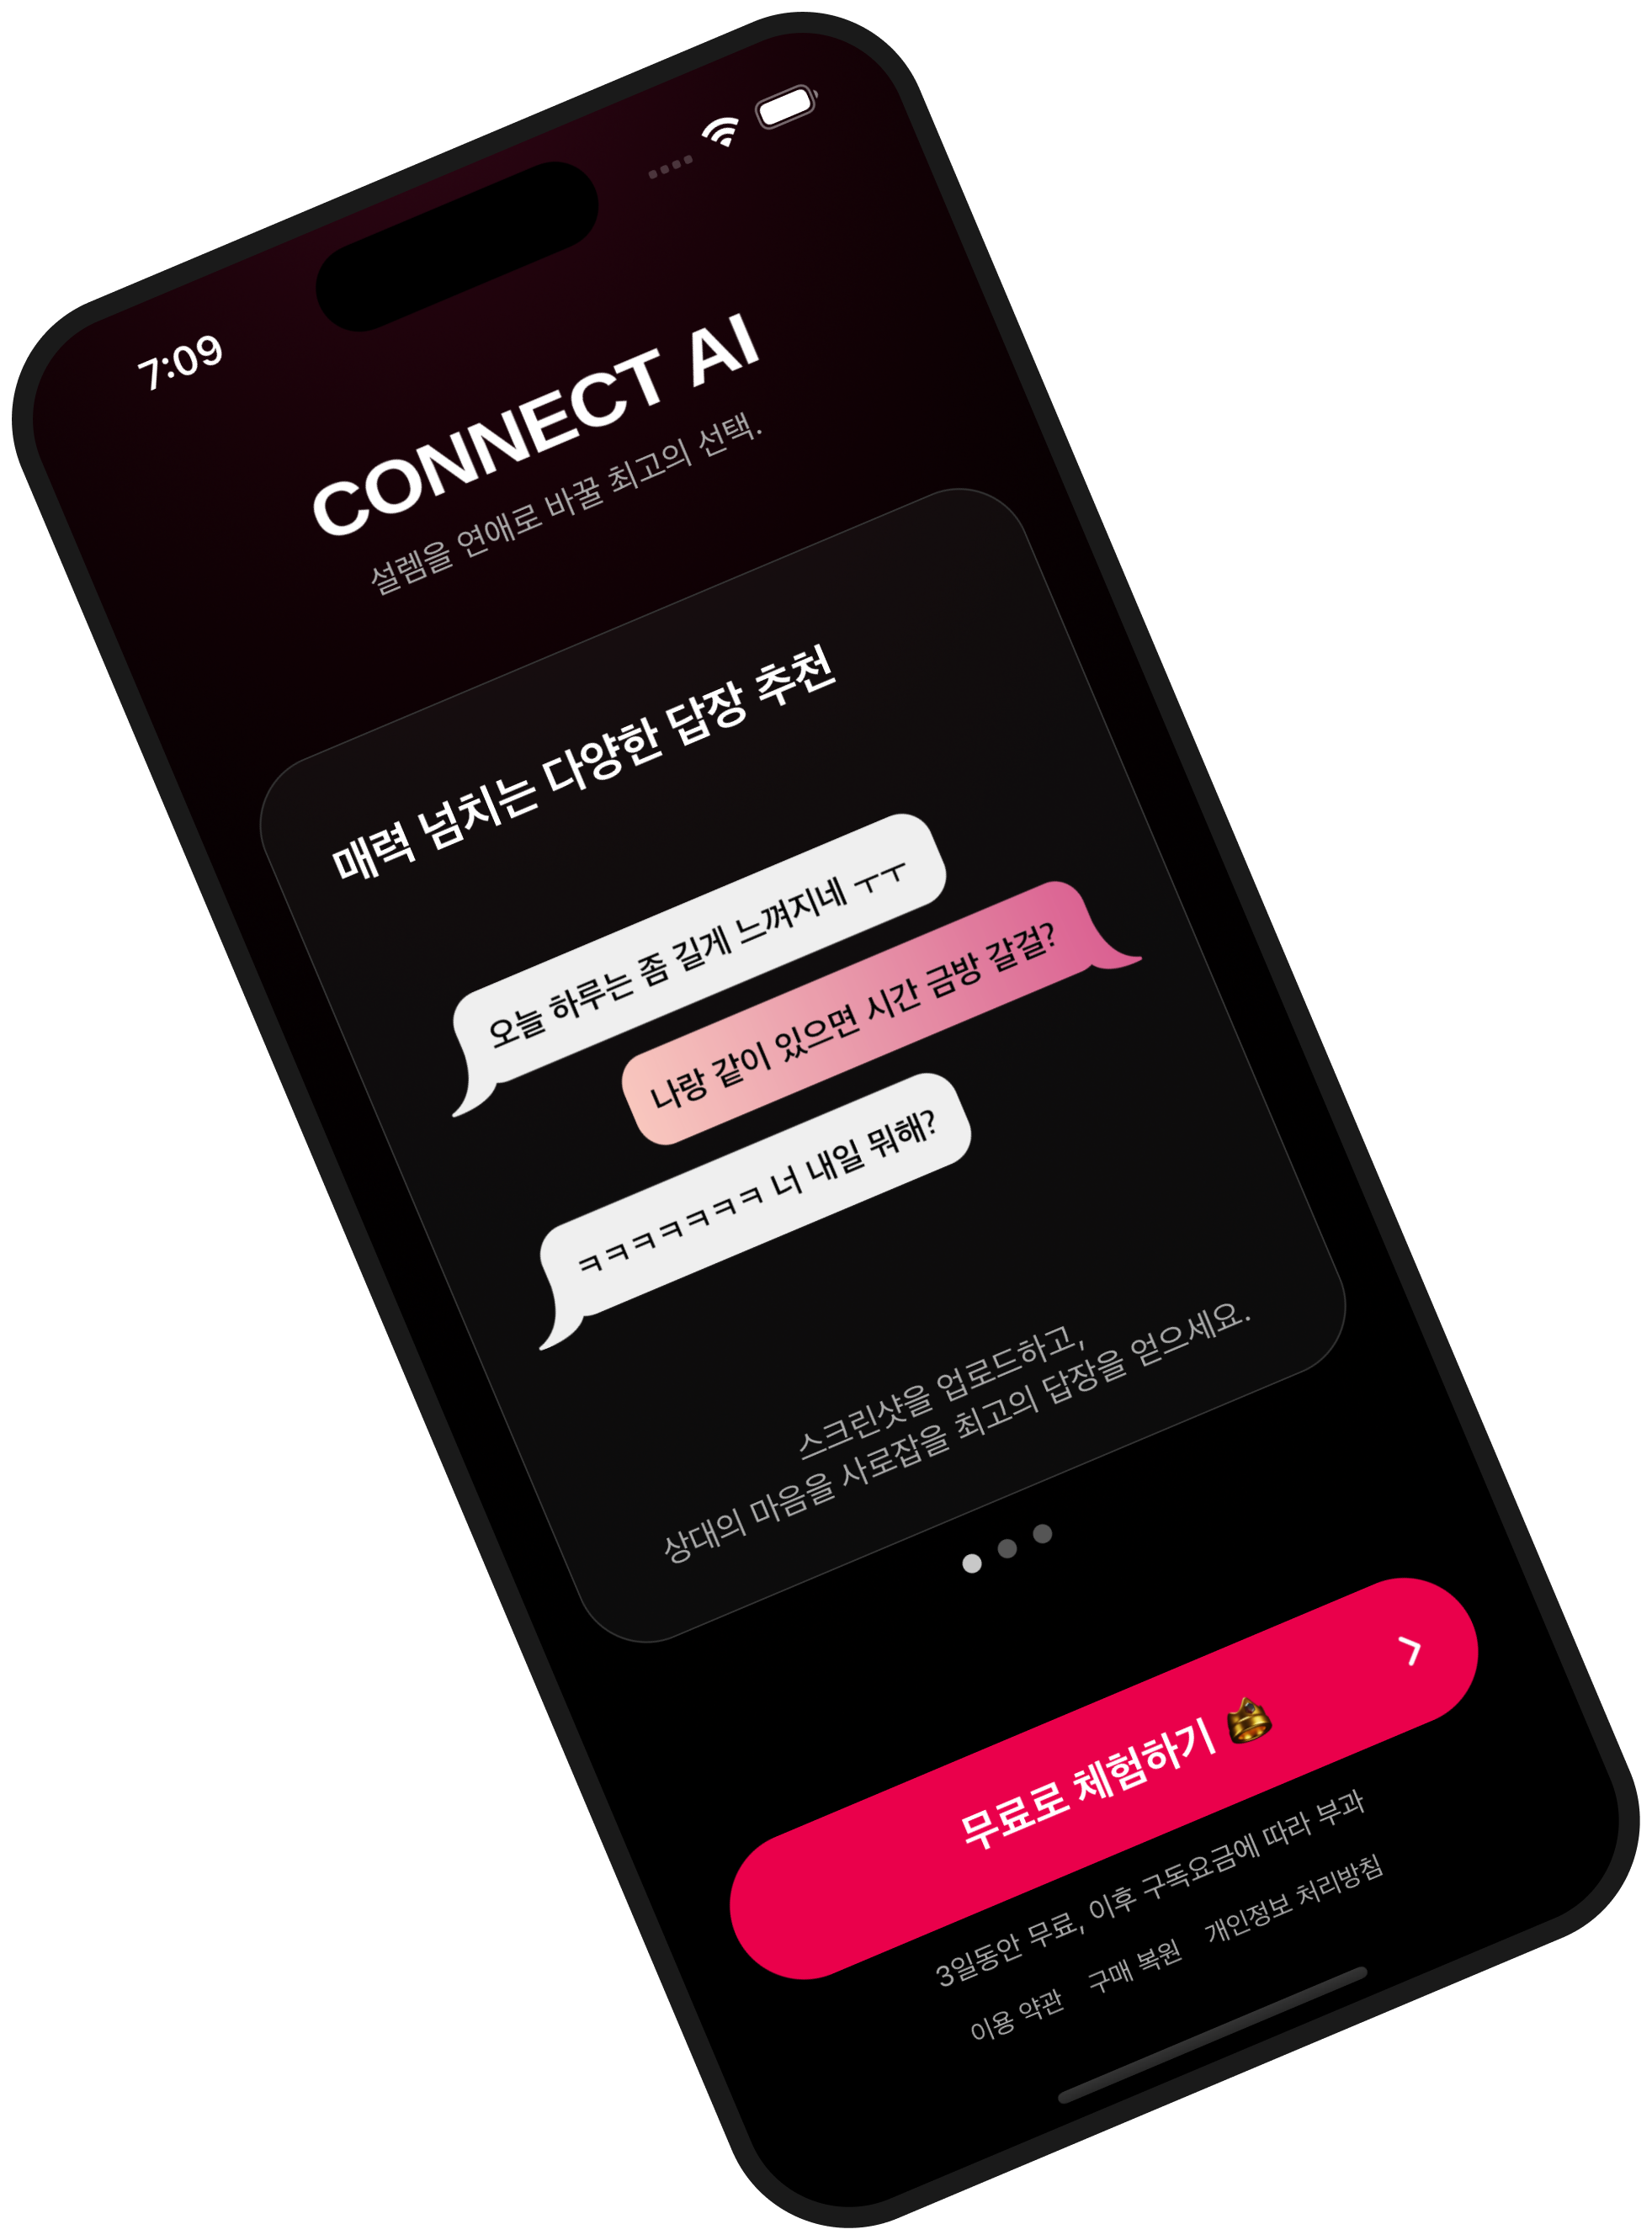 7:09
CONNECT AI
설렘을 연애로 바꿀 최고의 선택.
매력 넘치는 다양한 답장 추천
오늘 하루는 좀 길게 느껴지네 ㅜㅜ
나랑 같이 있으면 시간 금방 갈걸?
ㅋㅋㅋㅋㅋㅋㅋ 너 내일 뭐해?
스크린샷을 업로드하고,
상대의 마음을 사로잡을 최고의 답장을 얻으세요.
무료로 체험하기
3일동안 무료, 이후 구독요금에 따라 부과
이용 약관 구매 복원 개인정보 처리방침